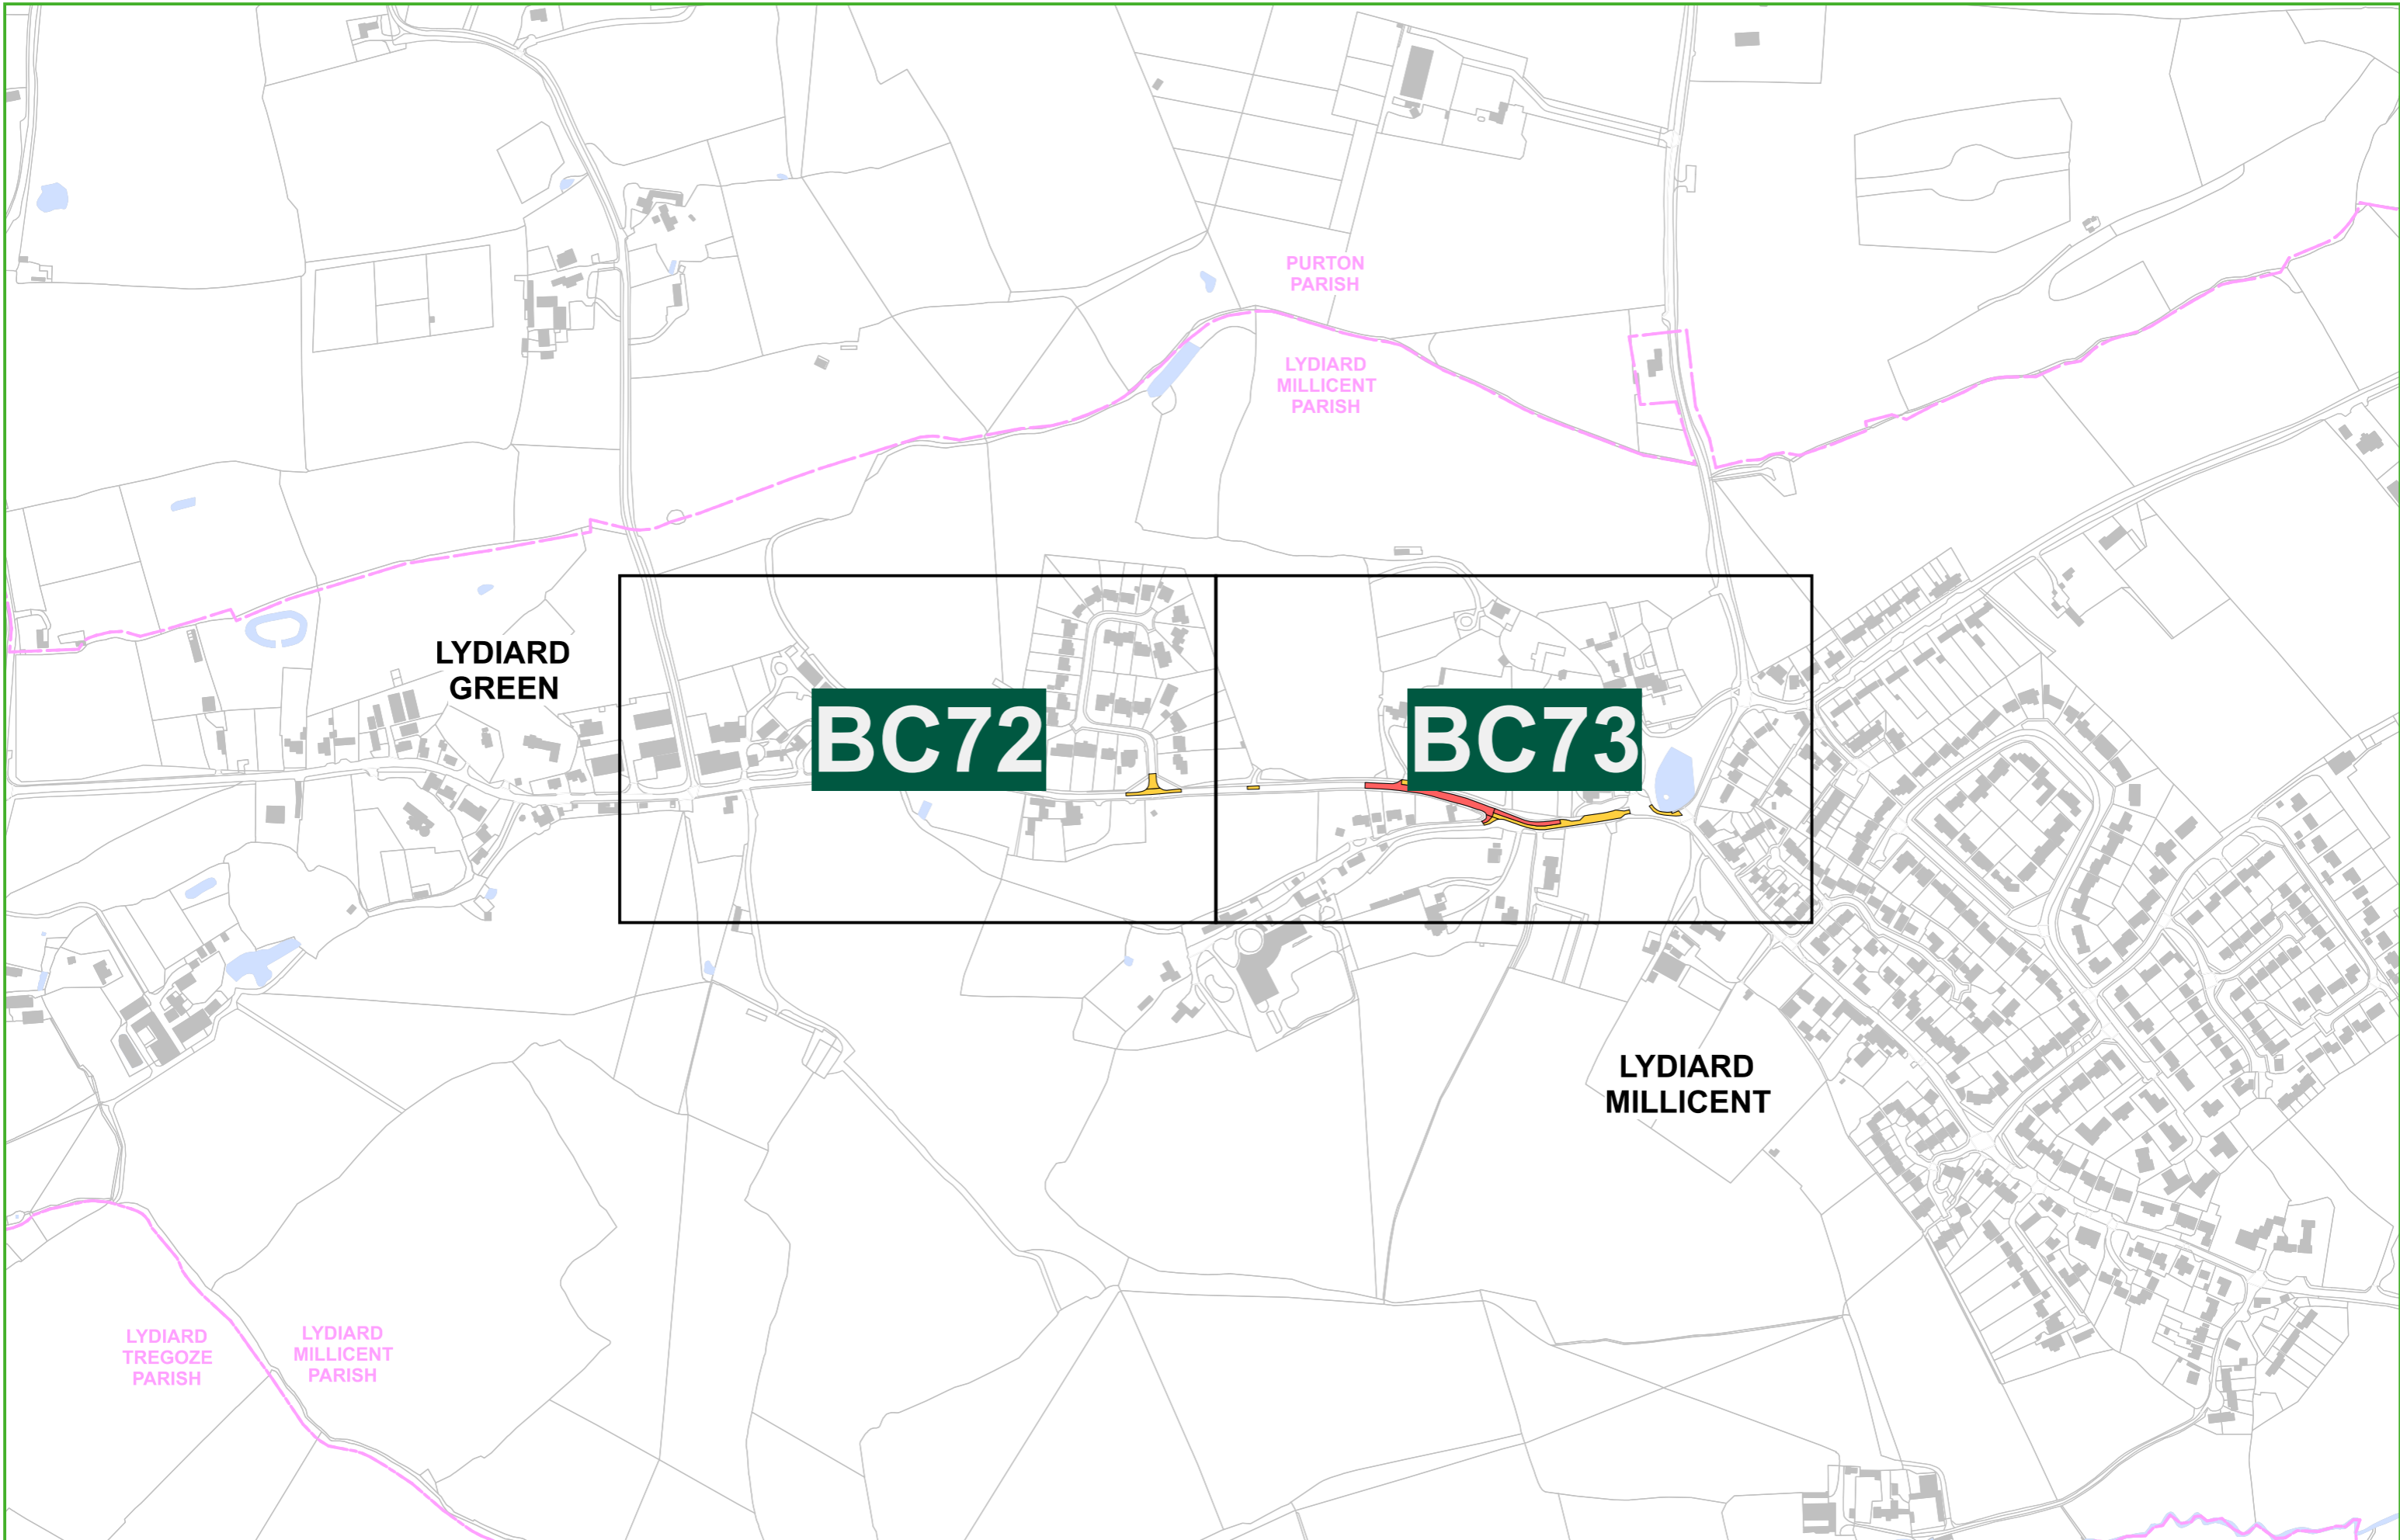 PURTON
PARISH
LYDIARD
MILLICENT
PARISH
LYDIARD
GREEN
BC72
BC73
LYDIARD
MILLICENT
LYDIARD
TREGOZE
PARISH
LYDIARD
MILLICENT
PARISH